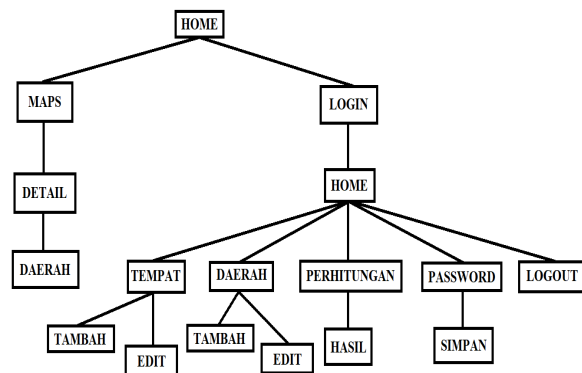 HOME
MAPS
LOGIN
DETAIL
HOME
DAERAH
TEMPAT
DAERAH
PERHITUNGAN
PASSWORD
LOGOUT
TAMBAH
EDIT
TAMBAH
EDIT
HASIL
SIMPAN